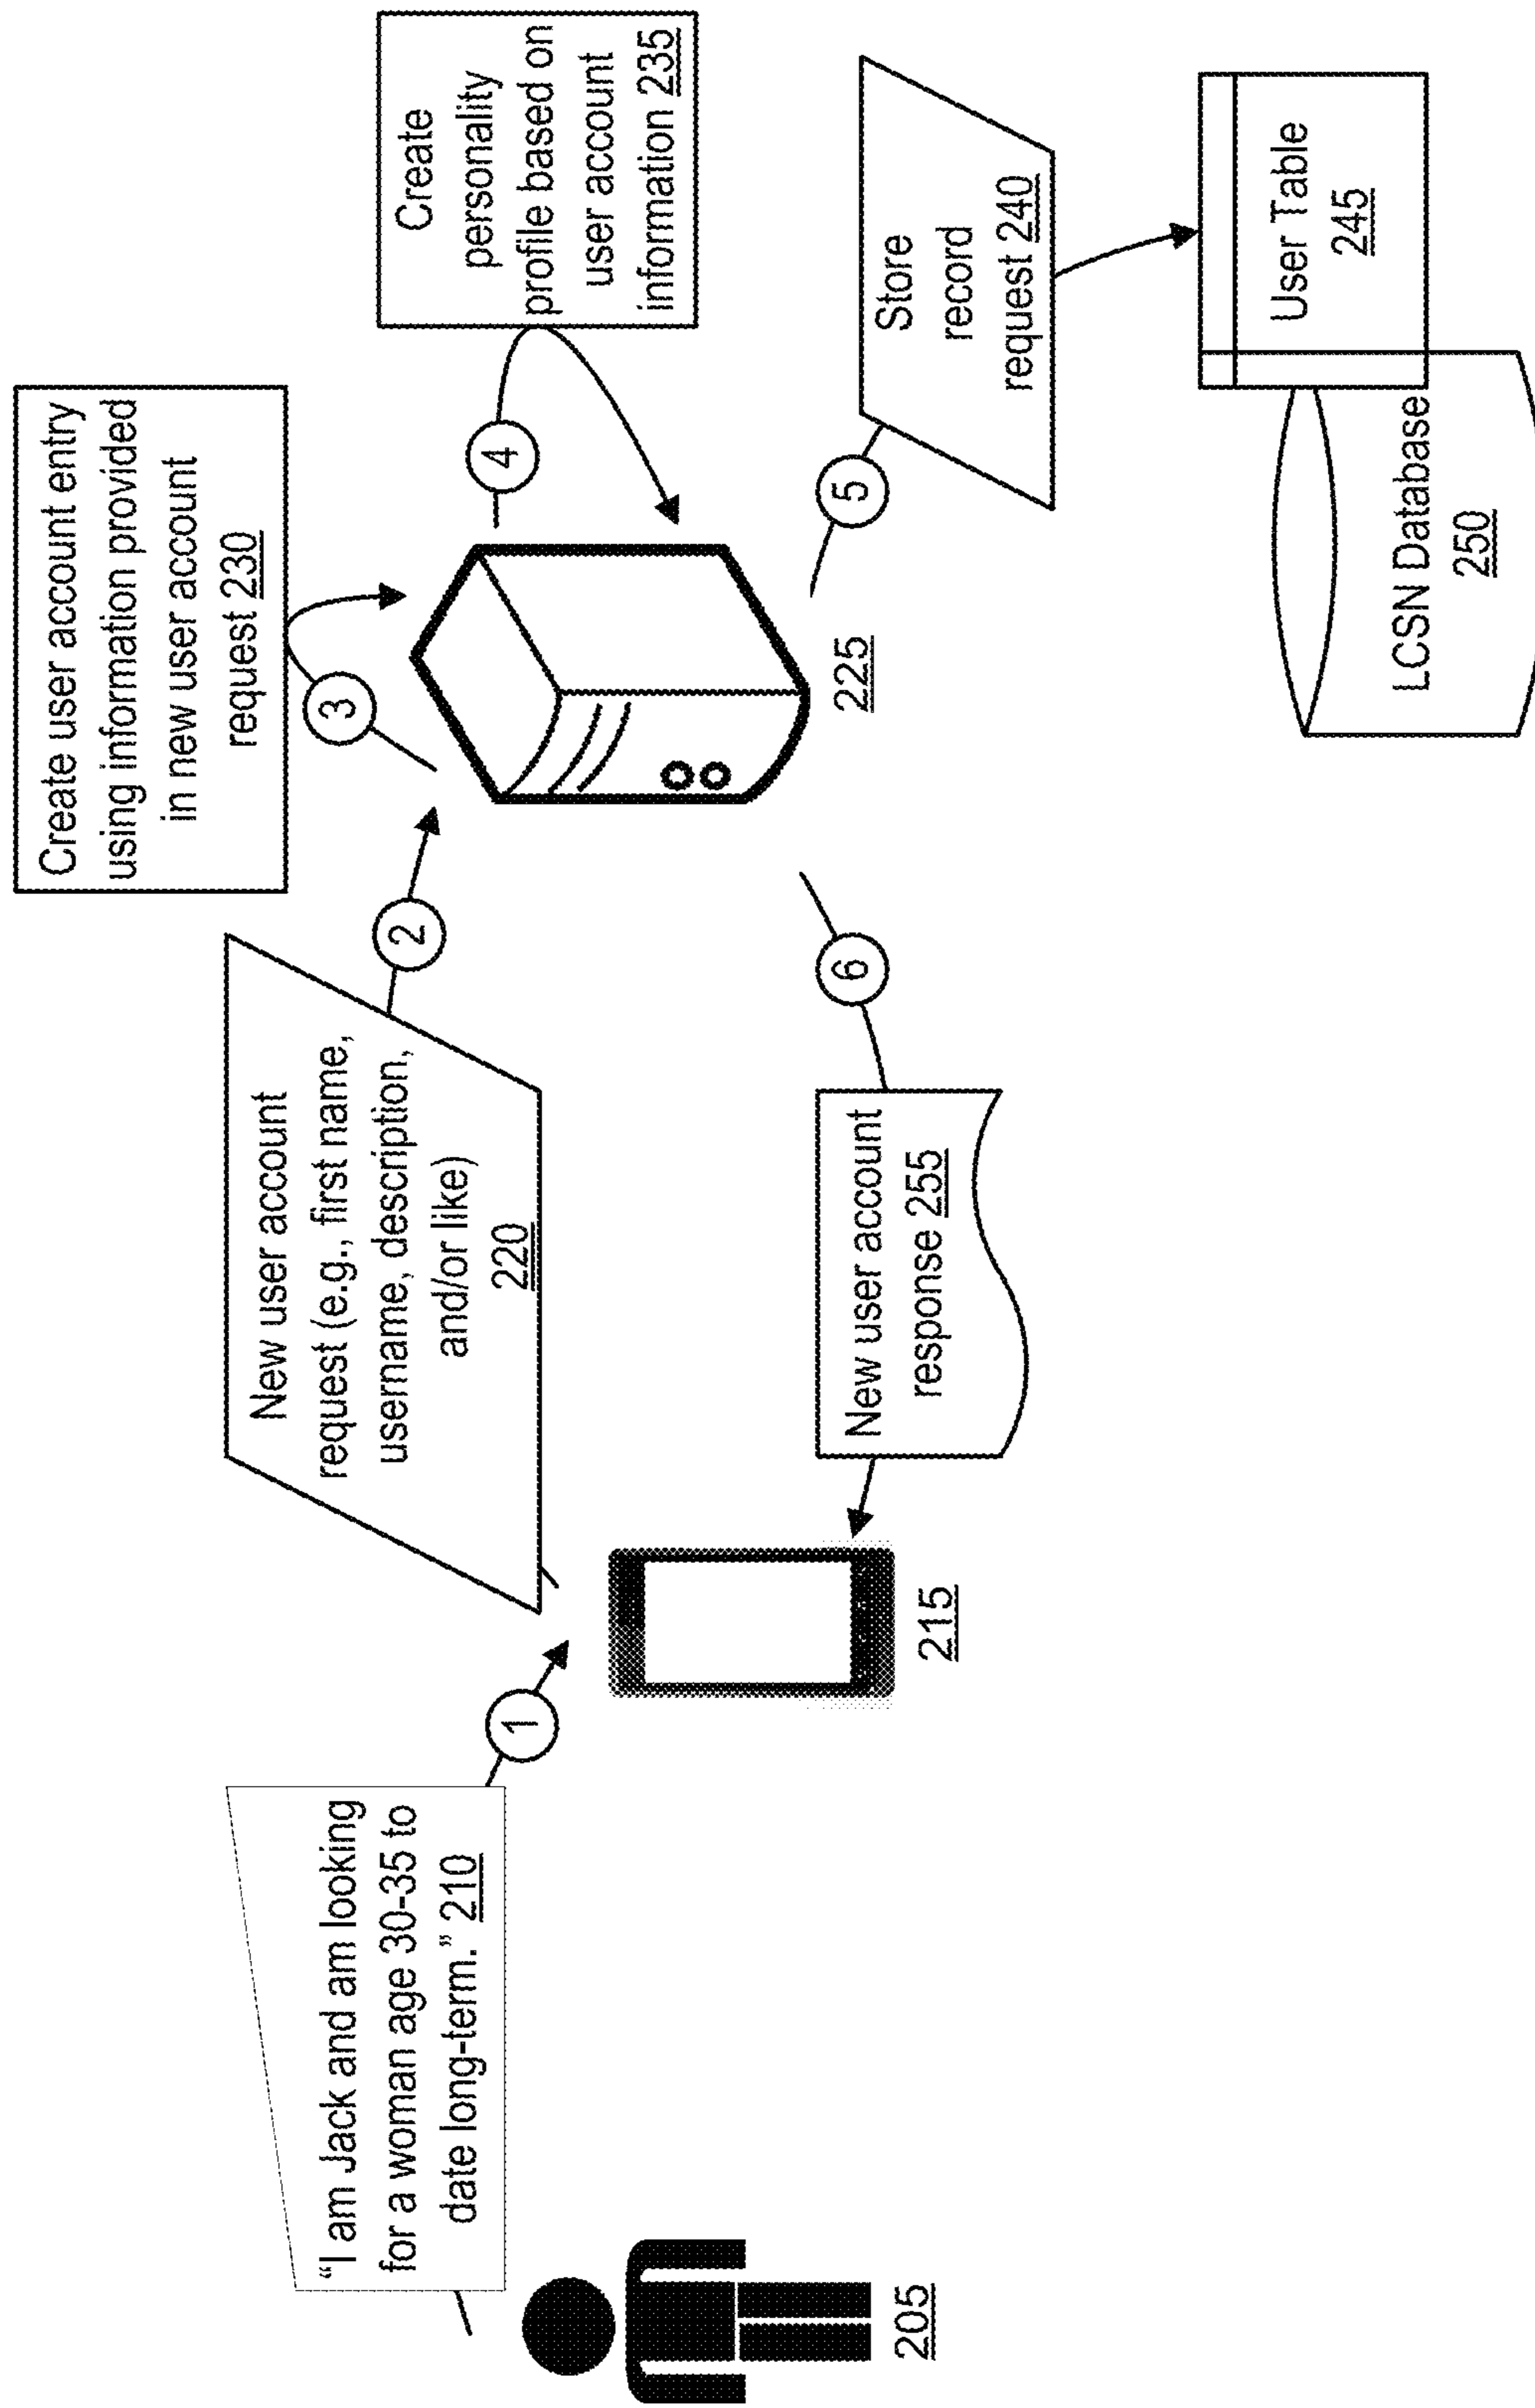 "I am Jack and am looking
for a woman age 30-35 to
date long-term." 210
205
1
215
New user account
request (e.g., first name,
username, description,
and/or like)
220
2
225
3
Create user account entry
using information provided
in new user account
request 230
4
Create
personality
profile based on
user account
information 235
5
Store
record
request 240
User Table
245
LCSN Database
250
6
New user account
response 255